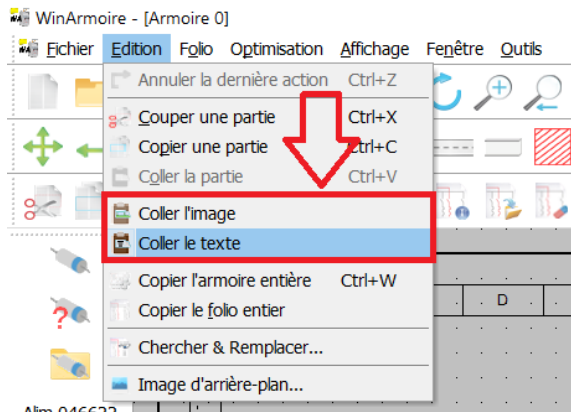 WinArmoire - [Armoire 0]
Fichier Edition Folio Optimisation Affichage Fenêtre Outils
Annuler la dernière action Ctrl+Z
Couper une partie Ctrl+X
Copier une partie Ctrl+C
Coller la partie Ctrl+V
Coller l'image
Coller le texte
Copier l'armoire entière Ctrl+W
Copier le folio entier
Chercher & Remplacer...
Image d'arrière-plan...
D